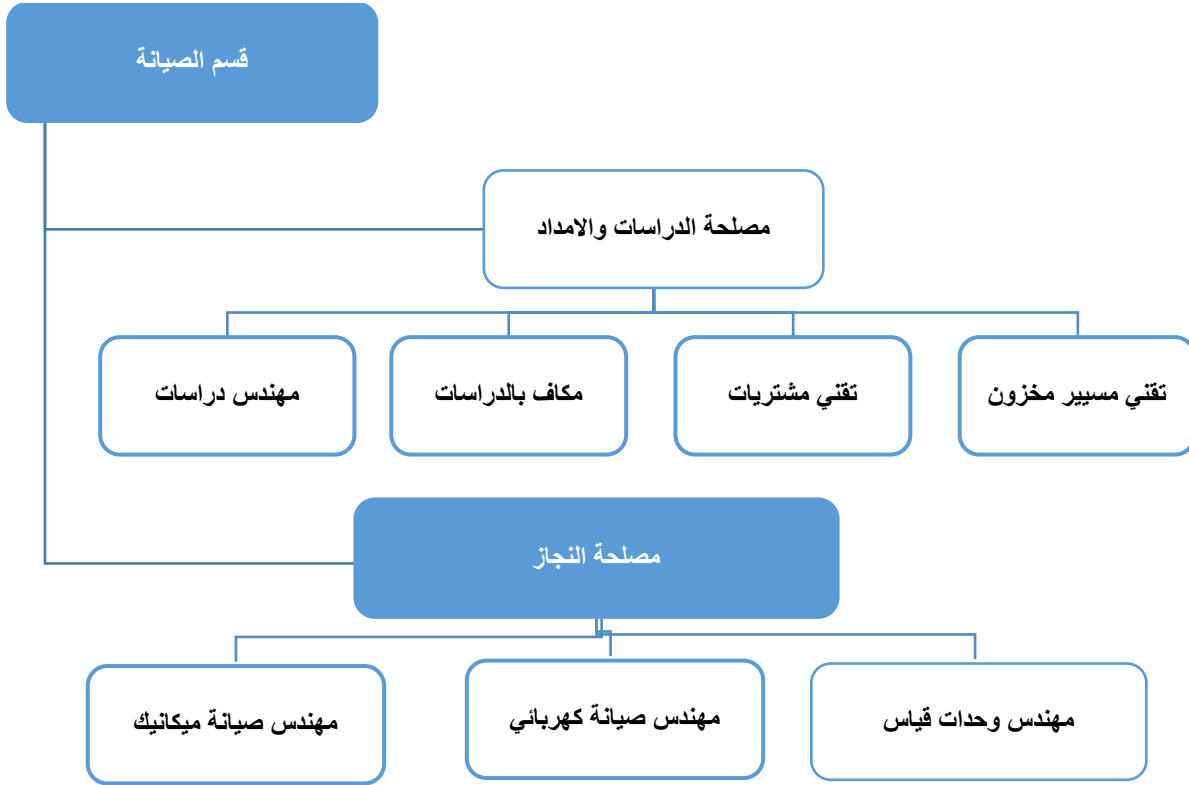 قسم الصيانة
مصلحة الدراسات والامداد
تقني مسيير مخزون
تقني مشتريات
مكاف بالدراسات
مهندس دراسات
مصلحة النجاز
مهندس وحدات قياس
مهندس صيانة كهربائي
مهندس صيانة ميكانيك